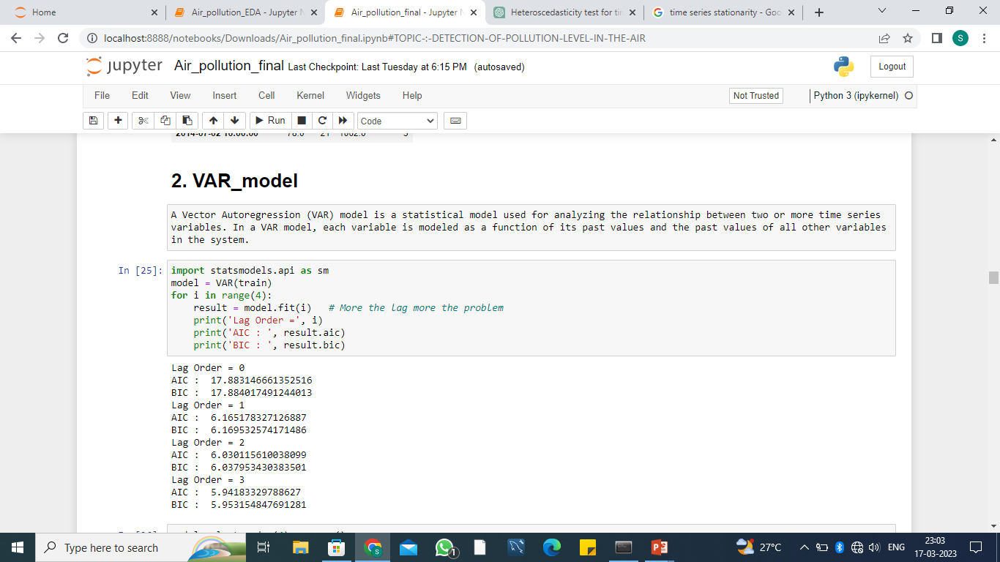 Home
Air_pollution_EDA - Jupyter N
Air_pollution_final - Jupyter N
Heteroscedasticity test for tin
time series stationarity - Goo
localhost:8888/notebooks/Downloads/Air_pollution_final.ipynb#TOPIC-:-DETECTION-OF-POLLUTION-LEVEL-IN-THE-AIR
S
jupyter Air_pollution_final Last Checkpoint: Last Tuesday at 6:15 PM (autosaved)
Logout
File Edit View Insert Cell Kernel Widgets Help
Not Trusted
Python 3 (ipykernel)
Run
Code
2. VAR_model
A Vector Autoregression (VAR) model is a statistical model used for analyzing the relationship between two or more time series
variables. In a VAR model, each variable is modeled as a function of its past values and the past values of all other variables
in the system.
In [25]: import statsmodels.api as sm
model = VAR(train)
for i in range(4):
    result = model.fit(i)   # More the lag more the problem
    print('Lag Order =', i)
    print('AIC : ', result.aic)
    print('BIC : ', result.bic)
Lag Order = 0
AIC :  17.883146661352516
BIC :  17.884017491244013
Lag Order = 1
AIC :  6.165178327126887
BIC :  6.169532574171486
Lag Order = 2
AIC :  6.030115610038099
BIC :  6.037953430383501
Lag Order = 3
AIC :  5.94183329788627
BIC :  5.953154847691281
Type here to search
1
27°C
ENG
23:03
17-03-2023